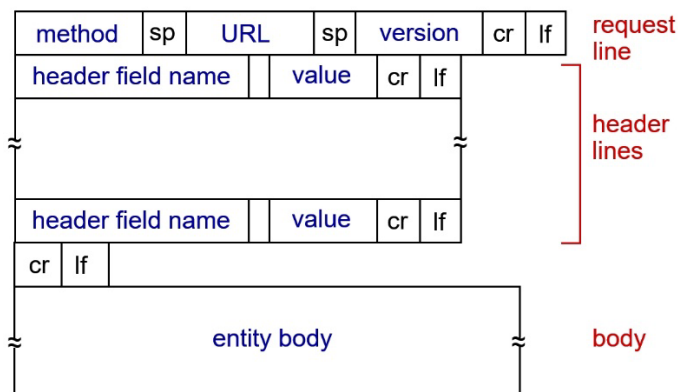 method sp URL sp version cr lf request
line
header field name value cr lf
header
lines
header field name value cr lf
cr lf
entity body body